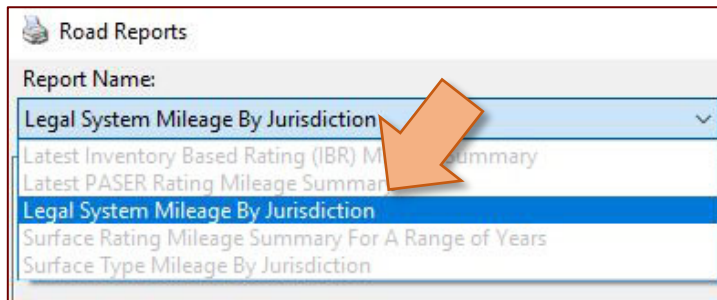 Road Reports
Report Name:
Legal System Mileage By Jurisdiction
Latest Inventory Based Rating (IBR) Summary
Latest PASER Rating Mileage Summary
Legal System Mileage By Jurisdiction
Surface Rating Mileage Summary For A Range of Years
Surface Type Mileage By Jurisdiction